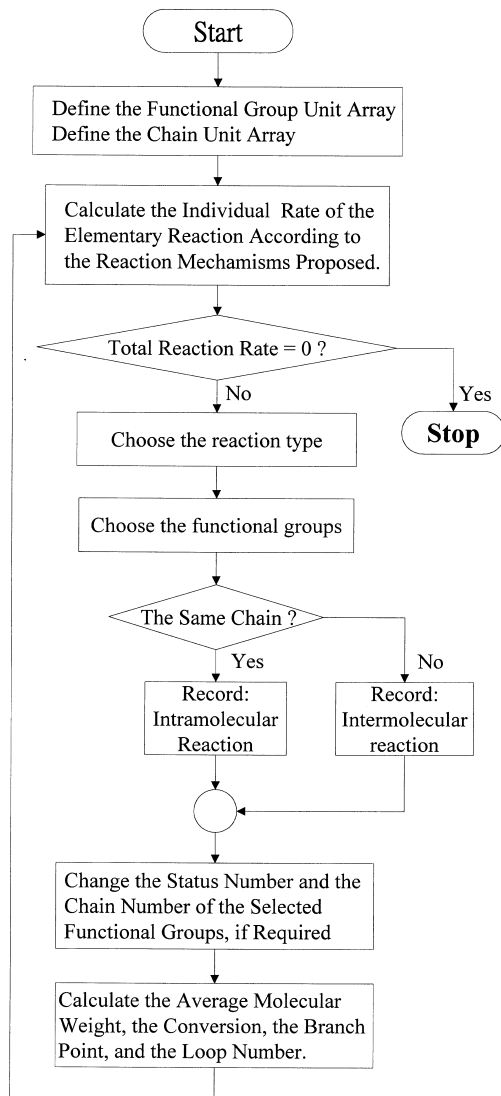 Start
Define the Functional Group Unit Array
Define the Chain Unit Array
Calculate the Individual Rate of the
Elementary Reaction According to
the Reaction Mechamisms Proposed.
Total Reaction Rate = 0 ?
Yes
No
Stop
Choose the reaction type
Choose the functional groups
The Same Chain ?
Yes
No
Record:
Intramolecular
Reaction
Record:
Intermolecular
reaction
Change the Status Number and the
Chain Number of the Selected
Functional Groups, if Required
Calculate the Average Molecular
Weight, the Conversion, the Branch
Point, and the Loop Number.